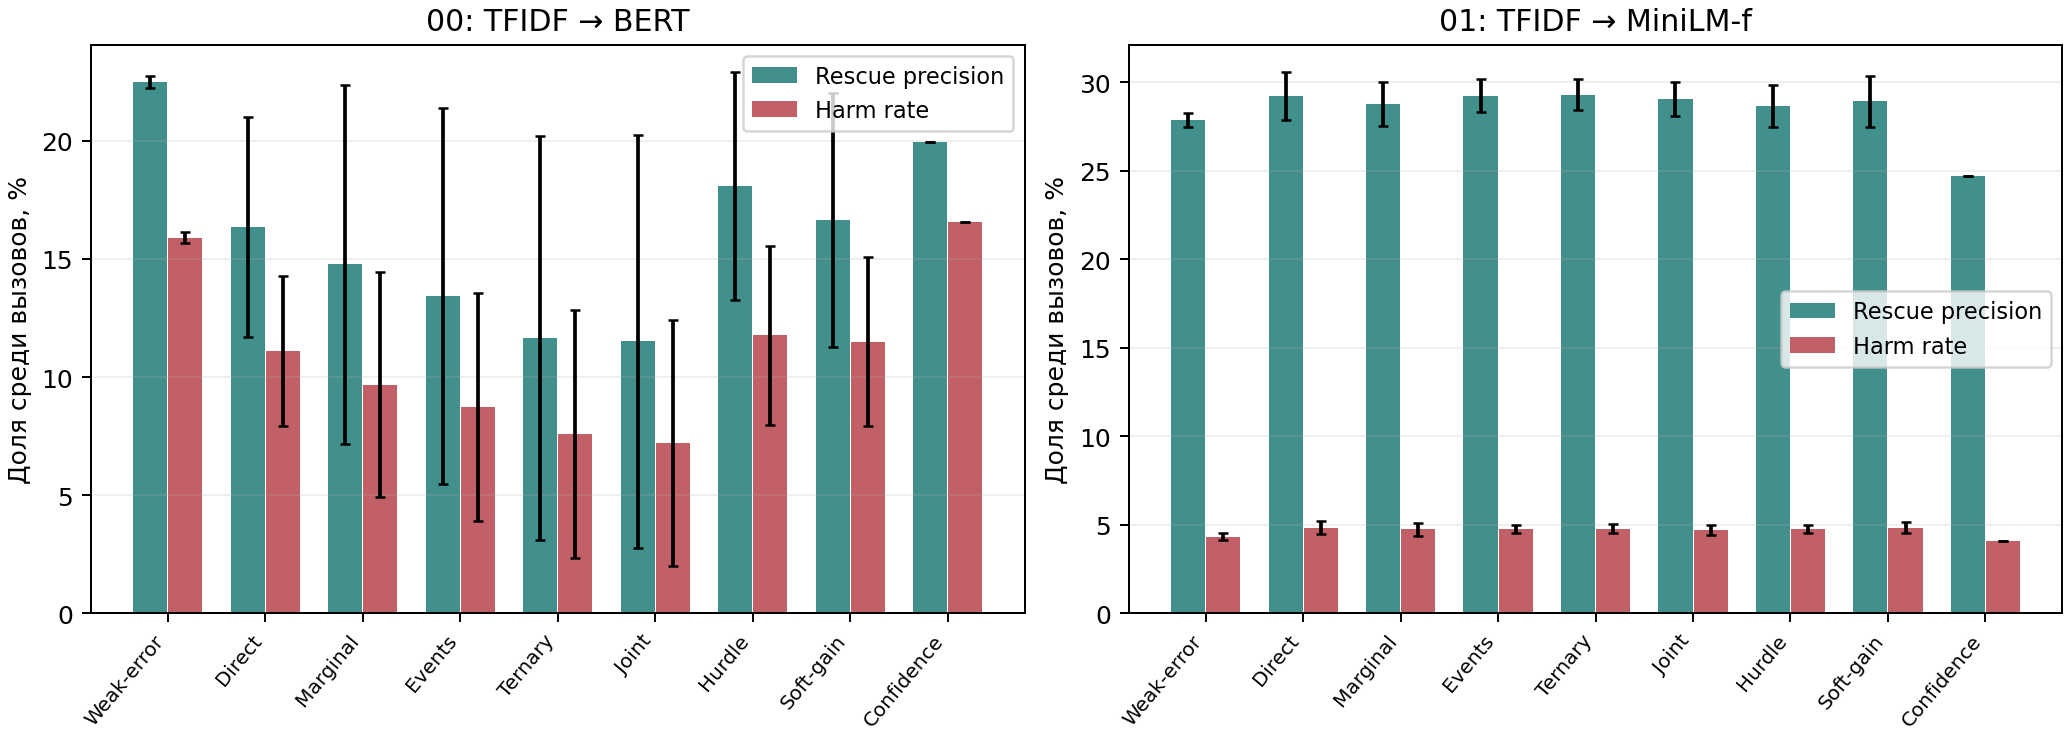 00: TFIDF → BERT
Доля среди вызовов, %
20
15
10
5
0
Rescue precision
Harm rate
Weak-error
Direct
Marginal
Events
Ternary
Joint
Hurdle
Soft-gain
Confidence
01: TFIDF → MiniLM-f
Доля среди вызовов, %
30
25
20
15
10
5
0
Rescue precision
Harm rate
Weak-error
Direct
Marginal
Events
Ternary
Joint
Hurdle
Soft-gain
Confidence